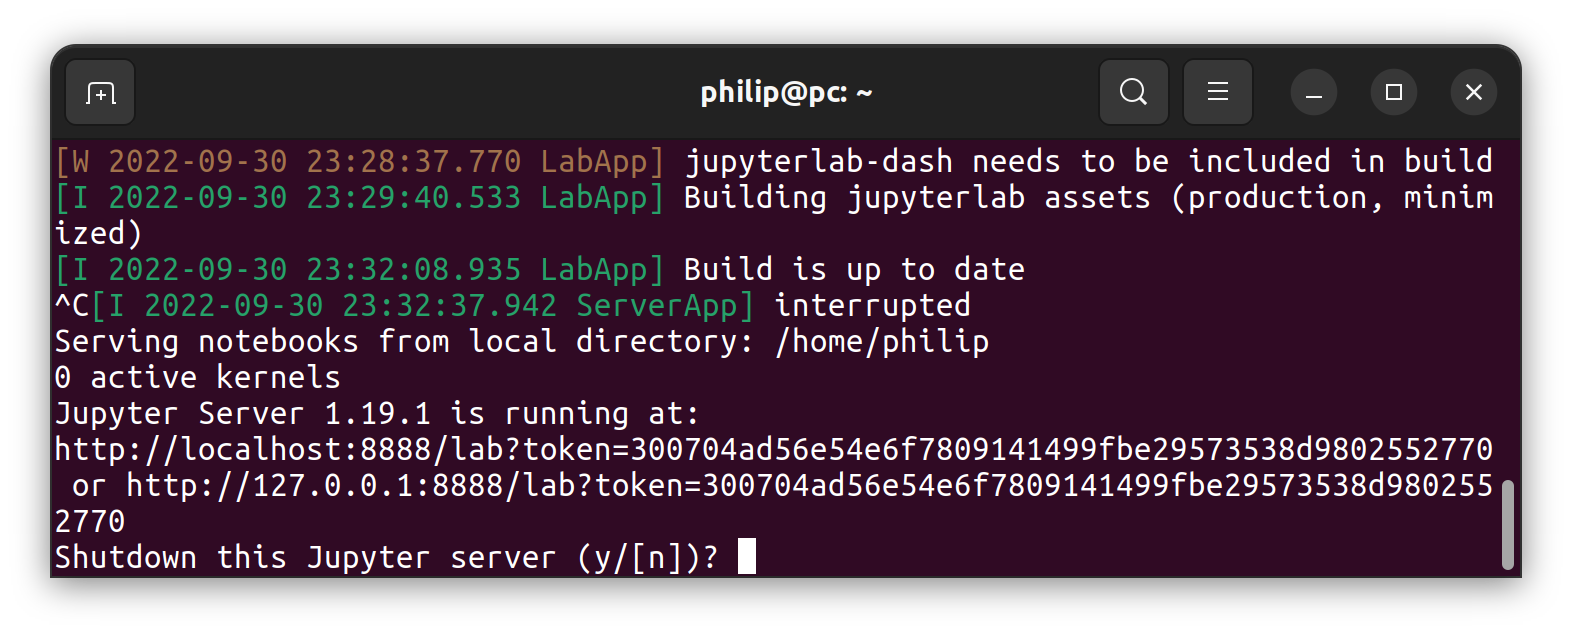 philip@pc: ~
[W 2022-09-30 23:28:37.770 LabApp] jupyterlab-dash needs to be included in build
[I 2022-09-30 23:29:40.533 LabApp] Building jupyterlab assets (production, minim
ized)
[I 2022-09-30 23:32:08.935 LabApp] Build is up to date
^C[I 2022-09-30 23:32:37.942 ServerApp] interrupted
Serving notebooks from local directory: /home/philip
0 active kernels
Jupyter Server 1.19.1 is running at:
http://localhost:8888/lab?token=300704ad56e54e6f7809141499fbe29573538d9802552770
 or http://127.0.0.1:8888/lab?token=300704ad56e54e6f7809141499fbe29573538d980255
2770
Shutdown this Jupyter server (y/[n])?